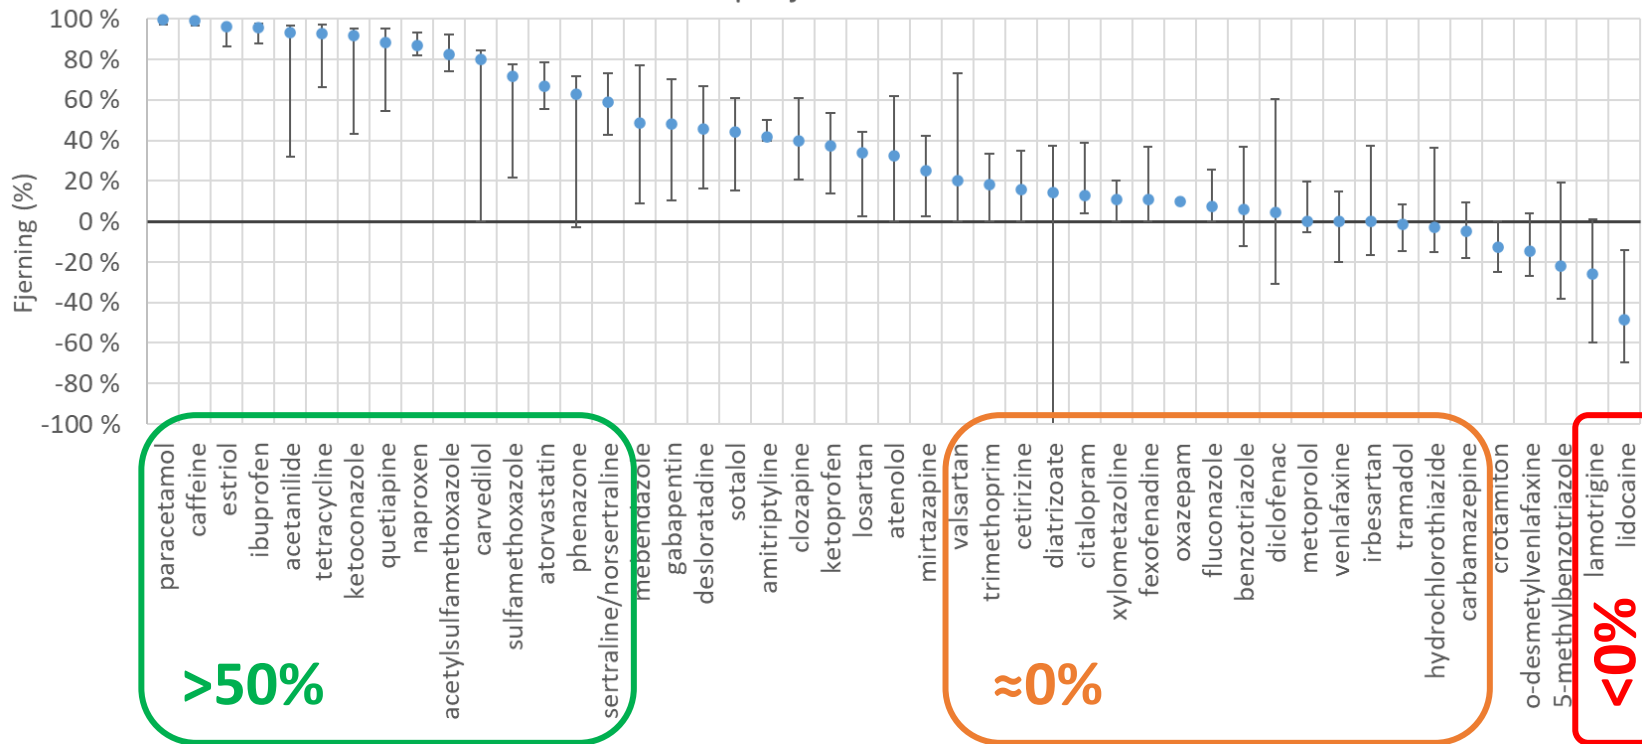 100 %
80 %
60 %
40 %
20 %
0 %
-20 %
-40 %
-60 %
-80 %
-100 %
Fjerning (%)
paracetamol
caffeine
estriol
ibuprofen
acetanilide
tetracycline
ketoconazole
quetiapine
naproxen
acetylsulfamethoxazole
carvedilol
sulfamethoxazole
atorvastatin
phenazone
sertraline/norsertraline
mebendazole
gabapentin
desloratadine
sotalol
amitriptyline
clozapine
ketoprofen
losartan
atenolol
mirtazapine
valsartan
trimethoprim
cetirizine
diatrizoate
citalopram
xylometazoline
fexofenadine
oxazepam
fluconazole
benzotriazole
diclofenac
metoprolol
venlafaxine
irbesartan
tramadol
hydrochlorothiazide
carbamazepine
crotamiton
o-desmetylvenlafaxine
5-methylbenzotriazole
lamotrigine
lidocaine
>50%
≈0%
<0%